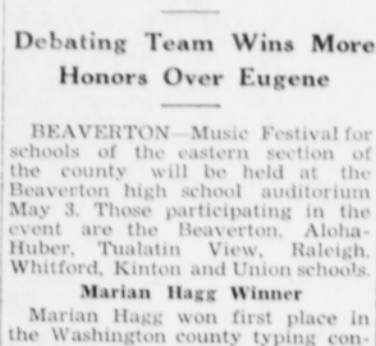 Debating Team Wins More
Honors Over Eugene
BEAVERTON—Music Festival for
schools of the eastern section of
the county will be held at the
Beaverton high school auditorium
May 3. Those participating in the
event are the Beaverton, Aloha-
Huber, Tualatin View, Raleigh,
Whitford, Kinton and Union schools.
Marian Hagg Winner
Marian Hagg won first place in
the Washington county typing con-